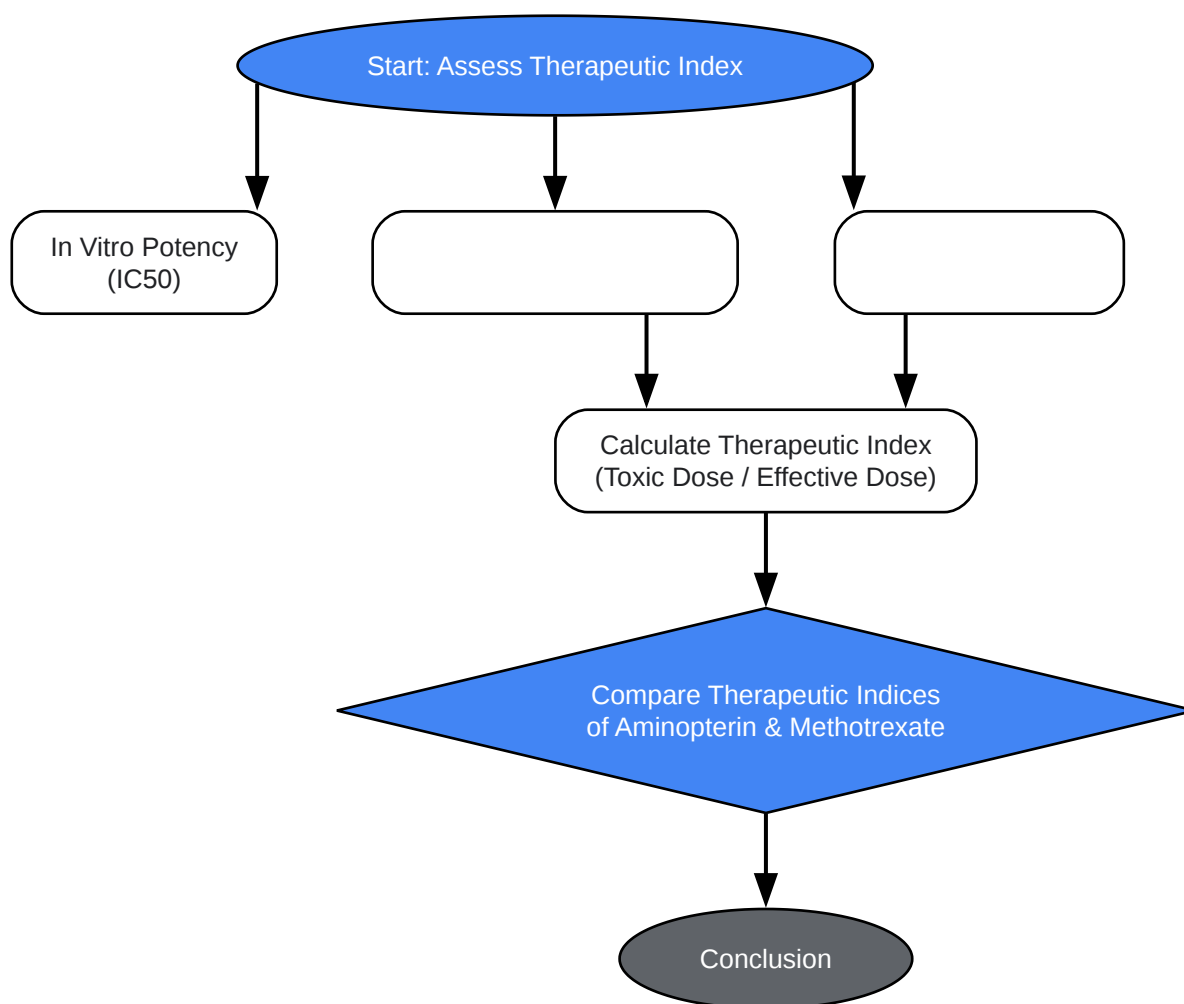 Start: Assess Therapeutic Index
In Vitro Potency
(IC50)
Calculate Therapeutic Index
(Toxic Dose / Effective Dose)
Compare Therapeutic Indices
of Aminopterin & Methotrexate
Conclusion